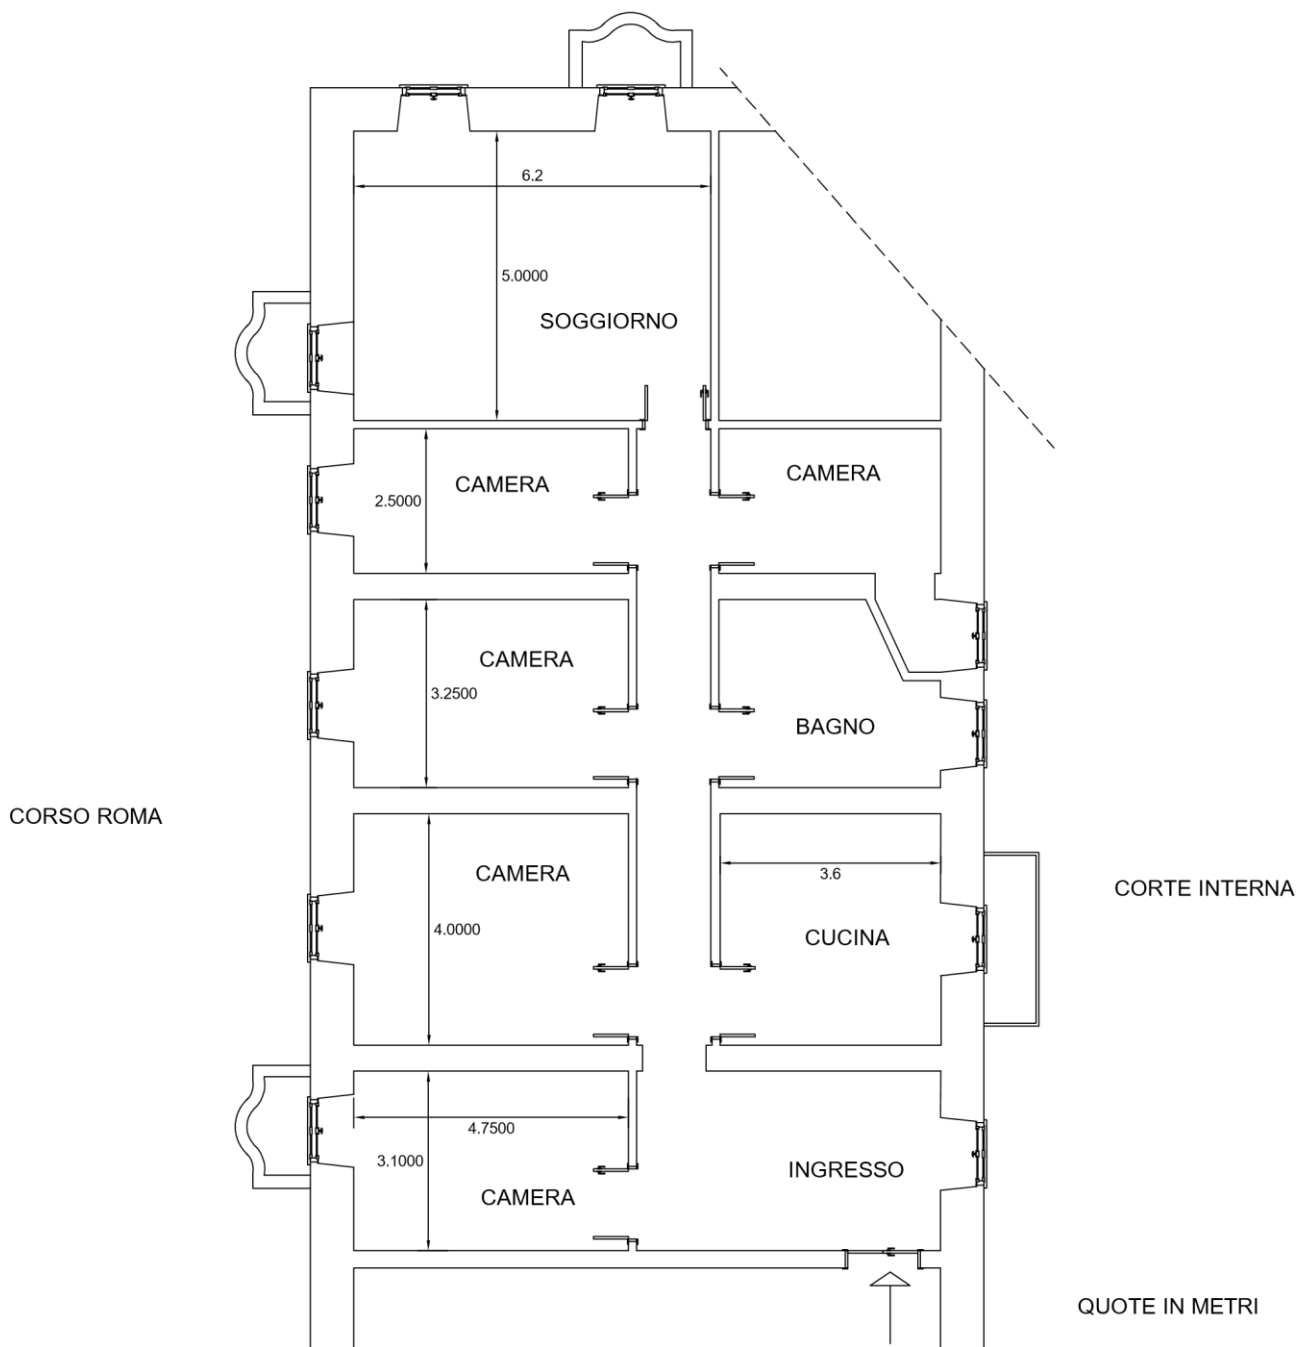 6.2
5.0000
SOGGIORNO
CAMERA
CAMERA
2.5000
CAMERA
3.2500
BAGNO
CORSO ROMA
CAMERA
3.6
CORTE INTERNA
4.0000
CUCINA
4.7500
3.1000
INGRESSO
CAMERA
QUOTE IN METRI